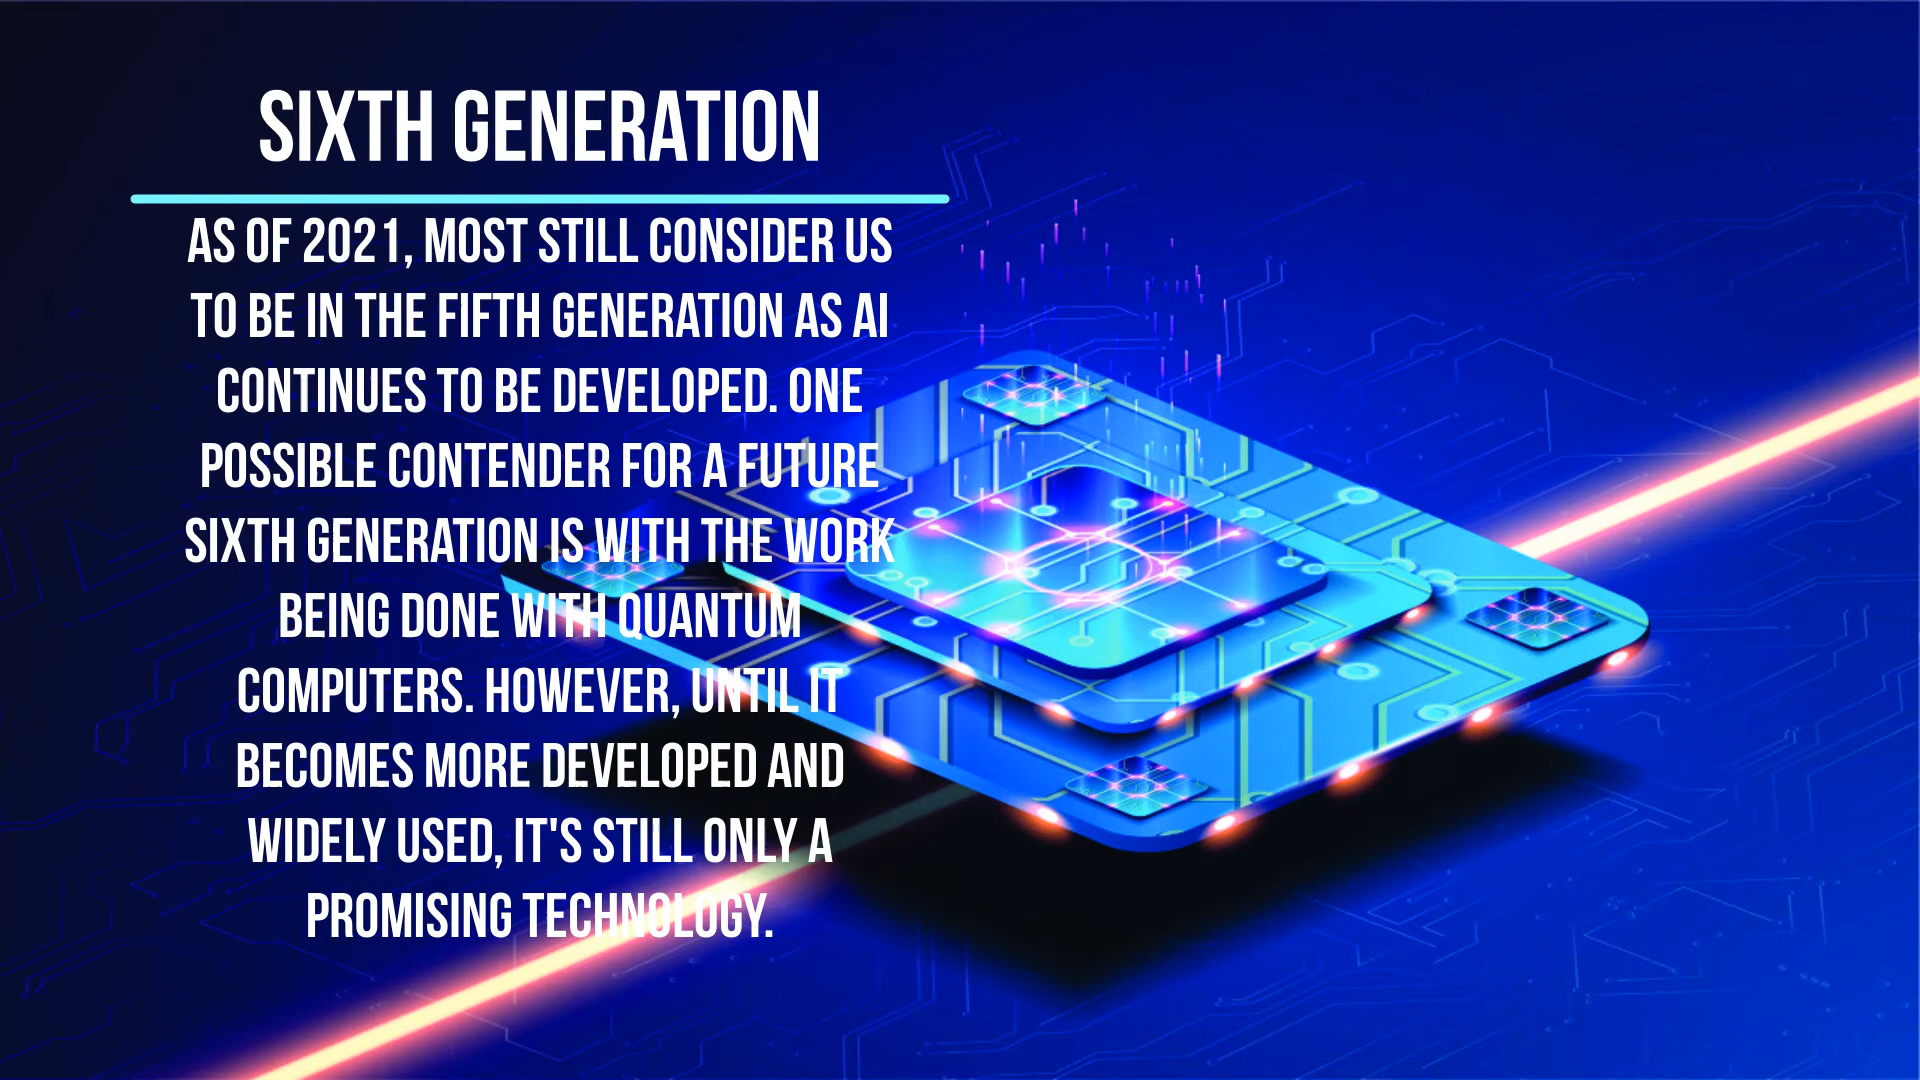 SIXTH GENERATION
AS OF 2021, MOST STILL CONSIDER US
TO BE IN THE FIFTH GENERATION AS AI
CONTINUES TO BE DEVELOPED. ONE
POSSIBLE CONTENDER FOR A FUTURE
SIXTH GENERATION IS WITH THE WORK
BEING DONE WITH QUANTUM
COMPUTERS. HOWEVER, UNTIL IT
BECOMES MORE DEVELOPED AND
WIDELY USED, IT'S STILL ONLY A
PROMISING TECHNOLOGY.